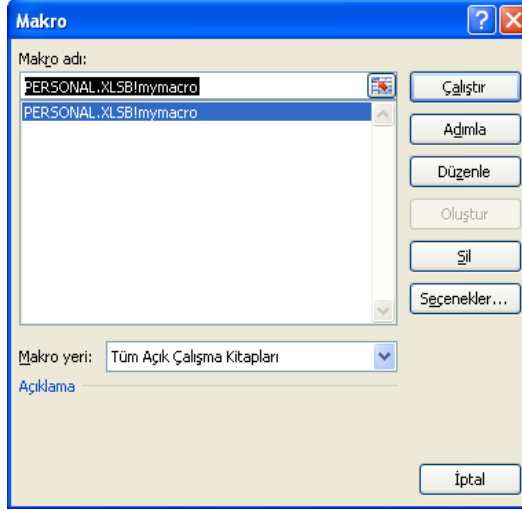 Makro
Makro adı:
PERSONAL.XLSB!mymacro
PERSONAL.XLSB!mymacro
Çalıştır
Adımla
Düzenle
Oluştur
Sil
Seçenekler...
Makro yeri:
Tüm Açık Çalışma Kitapları
Açıklama
İptal